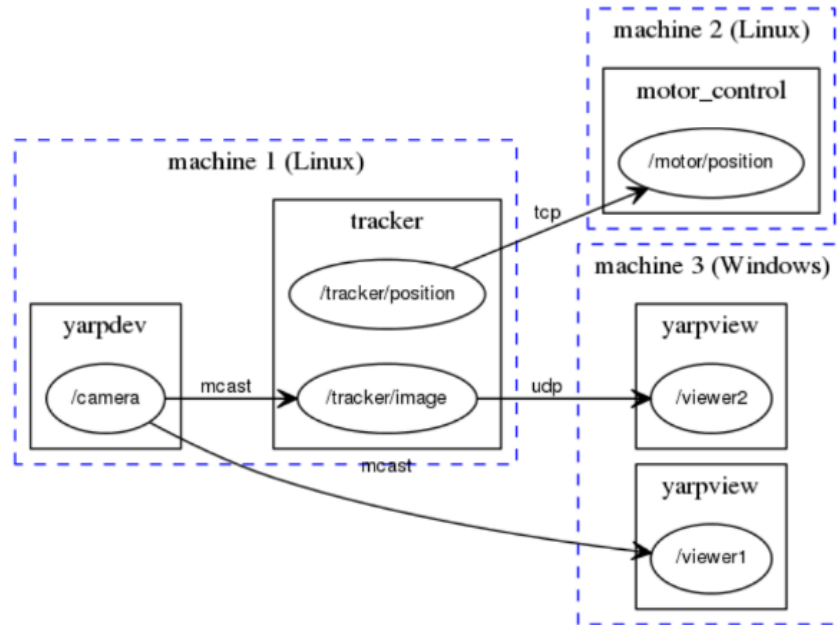 machine 2 (Linux)
motor_control
/motor/position
machine 1 (Linux)
tracker
tcp
/tracker/position
machine 3 (Windows)
yarpdev
yarpview
/camera
mcast
/tracker/image
udp
/viewer2
mcast
yarpview
/viewer1